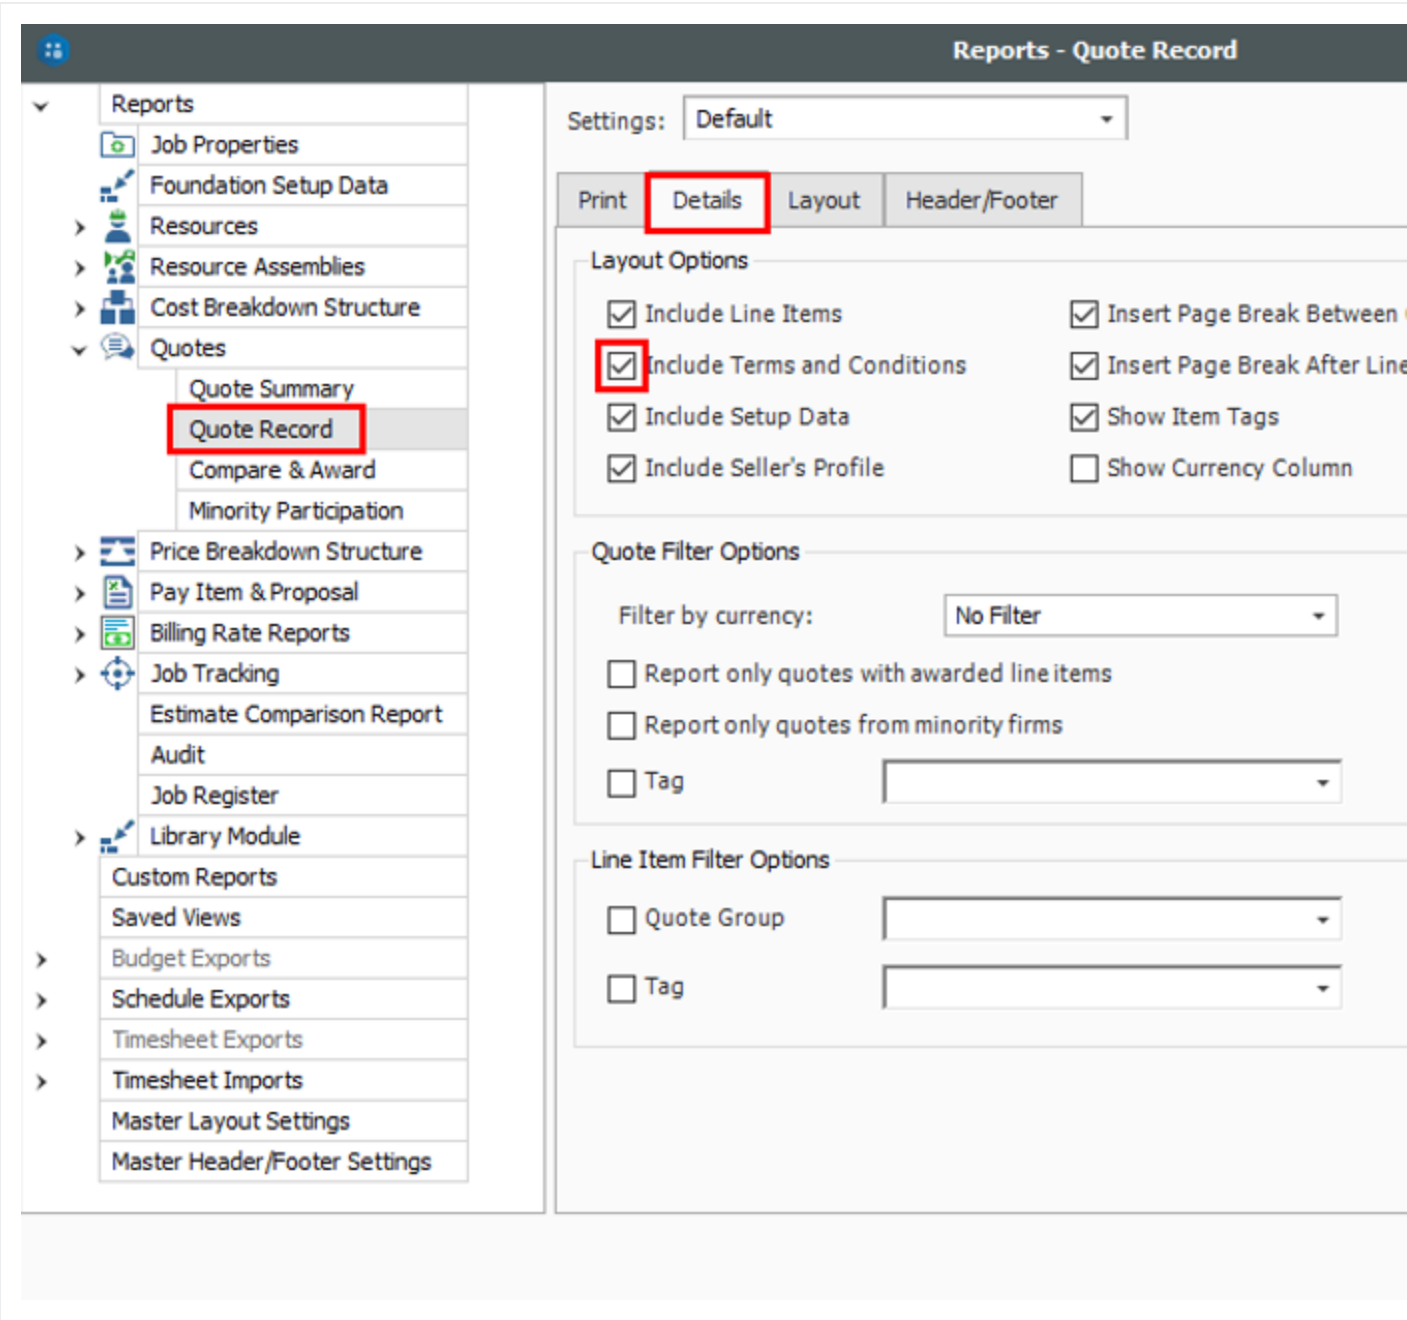 Reports - Quote Record
Reports
Job Properties
Foundation Setup Data
Resources
Resource Assemblies
Cost Breakdown Structure
Quotes
Quote Summary
Quote Record
Compare & Award
Minority Participation
Price Breakdown Structure
Pay Item & Proposal
Billing Rate Reports
Job Tracking
Estimate Comparison Report
Audit
Job Register
Library Module
Custom Reports
Saved Views
Budget Exports
Schedule Exports
Timesheet Exports
Timesheet Imports
Master Layout Settings
Master Header/Footer Settings
Settings: Default
Print Details Layout Header/Footer
Layout Options
Include Line Items Insert Page Break Between
Include Terms and Conditions Insert Page Break After Line
Include Setup Data Show Item Tags
Include Seller's Profile Show Currency Column
Quote Filter Options
Filter by currency: No Filter
Report only quotes with awarded line items
Report only quotes from minority firms
Tag
Line Item Filter Options
Quote Group
Tag